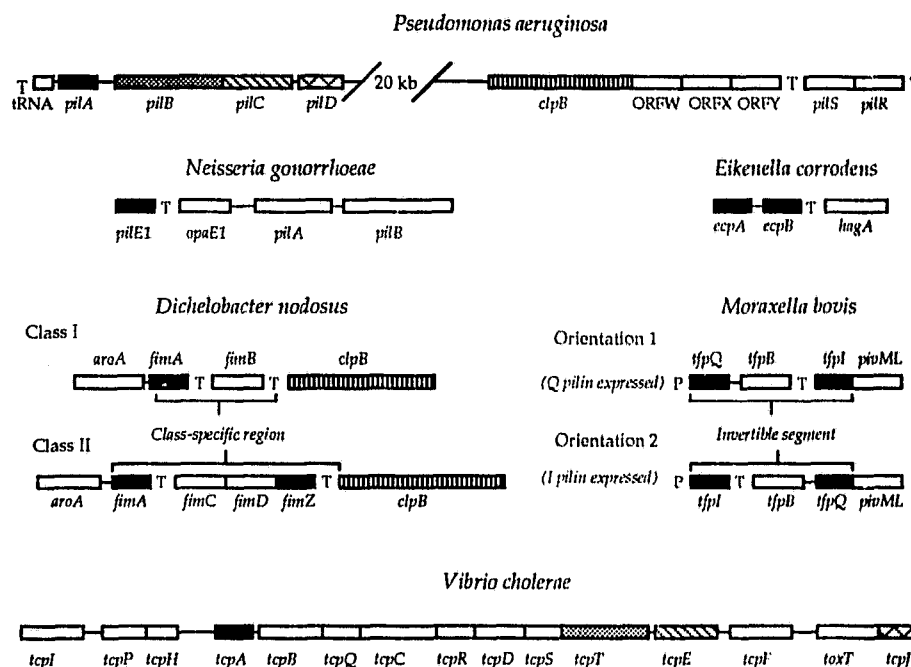 Pseudomonas aeruginosa
T 20 kb T T
tRNA pilA pilB pilC pilD clpB ORFW ORFX ORFY pilS pilR
Neisseria gonorrhoeae Eikenella corrodens
T T
pilE1 opaE1 pilA pilB ecpA ecpB hagA
Dichelobacter nodosus Moraxella bovis
Class I Orientation 1
aroA fimA fimB clpB tfpQ tfpB tfpI pivML
T T (Q pilin expressed) P T
Class II Class-specific region Orientation 2 Invertible segment
T T (I pilin expressed) P T
aroA fimA fimC fimD fimZ clpB tfpI tfpB tfpQ pivML
Vibrio cholerae
tcpI tcpP tcpH tcpA tcpB tcpQ tcpC tcpR tcpD tcpS tcpT tcpE tcpF toxT tcpJ